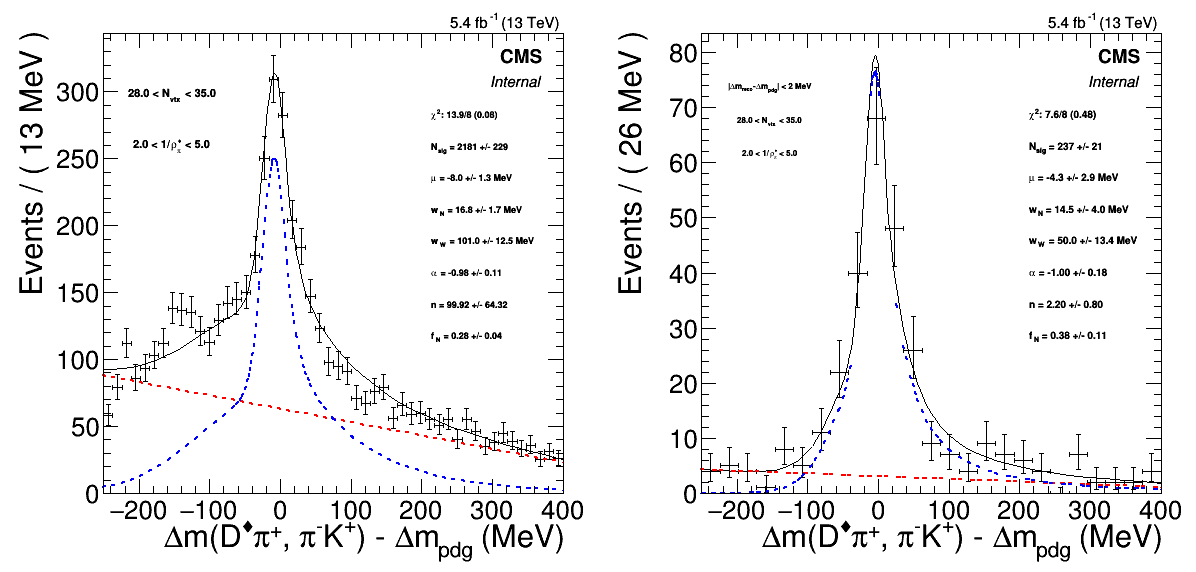 5.4 fb⁻¹ (13 TeV)
CMS
Internal
28.0 < N_vtx < 35.0
2.0 < 1/ρ_π^♦ < 5.0
χ²: 13.9/8 (0.08)
N_sig = 2181 +/- 229
μ = -8.0 +/- 1.3 MeV
w_N = 16.8 +/- 1.7 MeV
w_W = 101.0 +/- 12.5 MeV
α = -0.98 +/- 0.11
n = 99.92 +/- 64.32
f_N = 0.28 +/- 0.04
Events / ( 13 MeV )
300
250
200
150
100
50
0
−200 −100 0 100 200 300 400
Δm(D^♦π⁺, π⁻K⁺) - Δm_pdg (MeV)
5.4 fb⁻¹ (13 TeV)
CMS
Internal
|Δm_reco-Δm_pdg| < 2 MeV
28.0 < N_vtx < 35.0
2.0 < 1/ρ_π^♦ < 5.0
χ²: 7.6/8 (0.48)
N_sig = 237 +/- 21
μ = -4.3 +/- 2.9 MeV
w_N = 14.5 +/- 4.0 MeV
w_W = 50.0 +/- 13.4 MeV
α = -1.00 +/- 0.18
n = 2.20 +/- 0.80
f_N = 0.38 +/- 0.11
Events / ( 26 MeV )
80
70
60
50
40
30
20
10
0
−200 −100 0 100 200 300 400
Δm(D^♦π⁺, π⁻K⁺) - Δm_pdg (MeV)